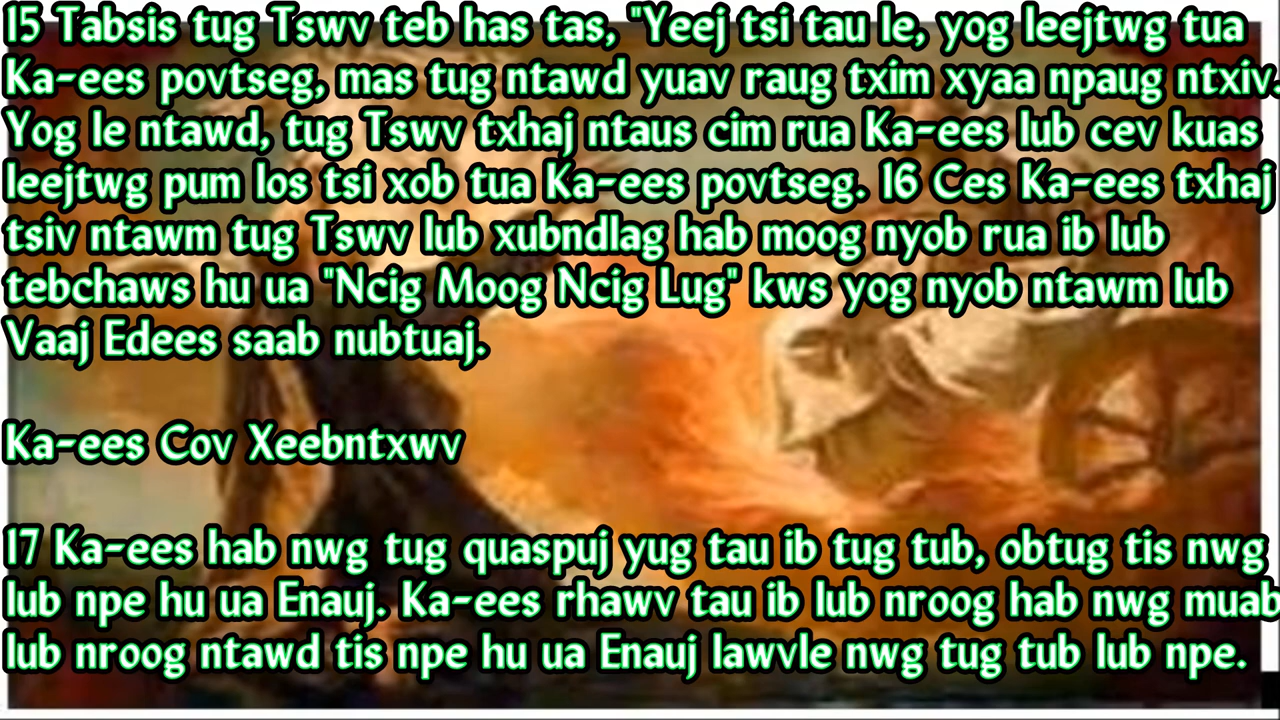 15 Tabsis tug Tswv teb has tas, "Yeej tsi tau le, yog leejtwg tua
Ka-ees povtseg, mas tug ntawd yuav raug txim xyaa npaug ntxiv.
Yog le ntawd, tug Tswv txhaj ntaus cim rua Ka-ees lub cev kuas
leejtwg pum los tsi xob tua Ka-ees povtseg. 16 Ces Ka-ees txhaj
tsiv ntawm tug Tswv lub xubndlag hab moog nyob rua ib lub
tebchaws hu ua "Ncig Moog Ncig Lug" kws yog nyob ntawm lub
Vaaj Edees saab nubtuaj.
Ka-ees Cov Xeebntxwv
17 Ka-ees hab nwg tug quaspuj yug tau ib tug tub, obtug tis nwg
lub npe hu ua Enauj. Ka-ees rhawv tau ib lub nroog hab nwg muab
lub nroog ntawd tis npe hu ua Enauj lawvle nwg tug tub lub npe.